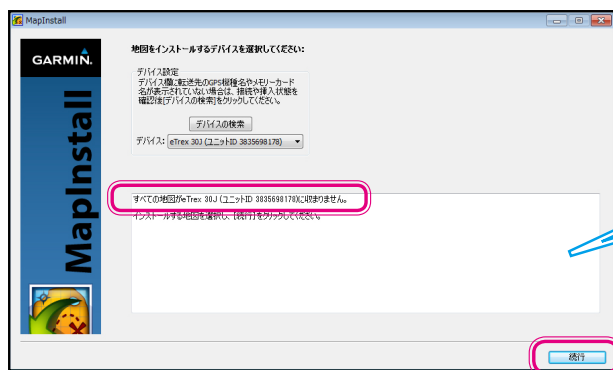 MapInstall
GARMIN.
MapInstall
地図をインストールするデバイスを選択してください:
デバイス設定
デバイス欄に転送先のGPS機種名やメモリーカード
名が表示されていない場合は、接続や挿入状態を
確認後[デバイスの検索]をクリックしてください。
デバイスの検索
デバイス: eTrex 30J (ユニットID 3835698178)
すべての地図がeTrex 30J (ユニットID 3835698178)に収まりません。
インストールする地図を選択し、[続行]をクリックしてください。
続行